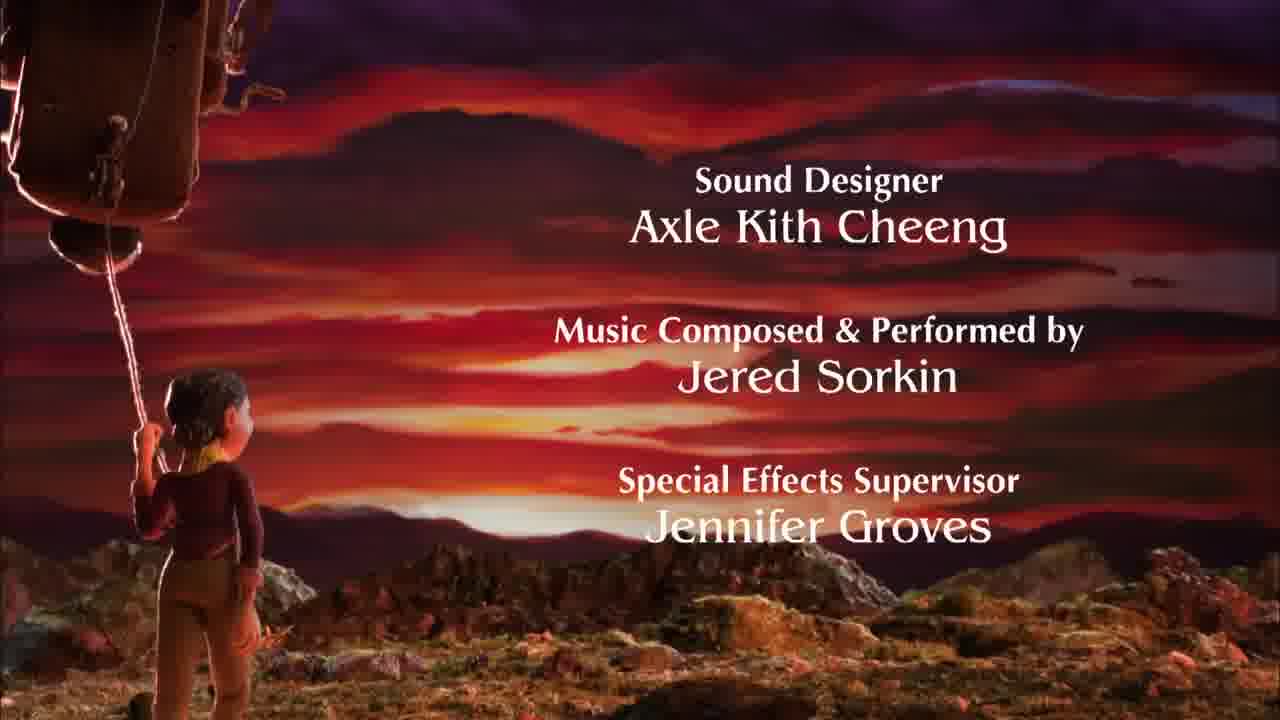 Sound Designer
Axle Kith Cheeng
Music Composed & Performed by
Jered Sorkin
Special Effects Supervisor
Jennifer Groves